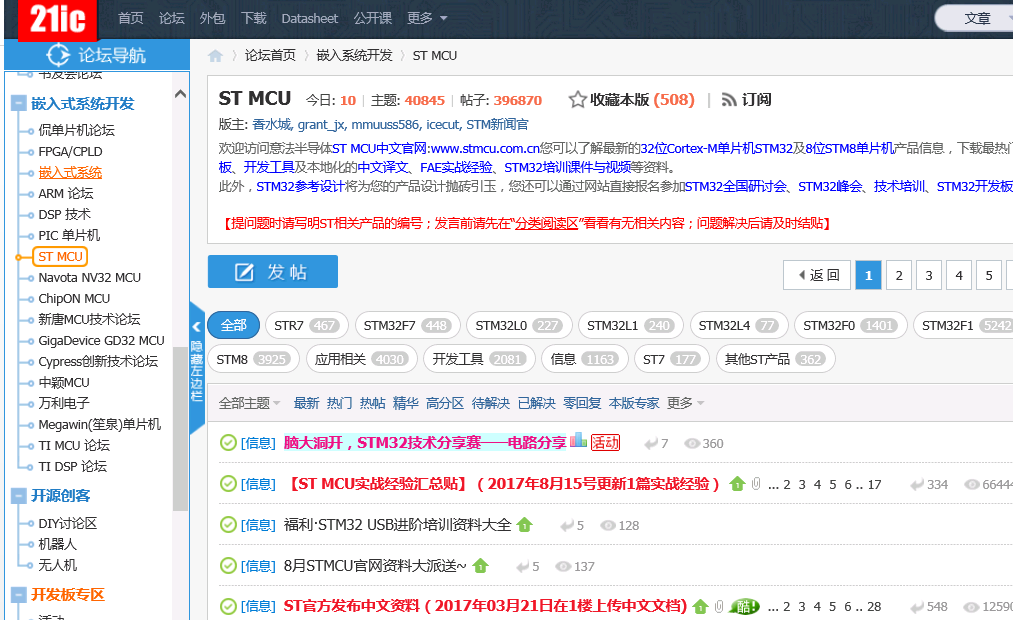 21ic 首页 论坛 外包 下载 Datasheet 公开课 更多 文章
论坛导航
书友会论坛
嵌入式系统开发
侃单片机论坛
FPGA/CPLD
嵌入式系统
ARM 论坛
DSP 技术
PIC 单片机
ST MCU
Navota NV32 MCU
ChipON MCU
新唐MCU技术论坛
GigaDevice GD32 MCU
Cypress创新技术论坛
中颖MCU
万利电子
Megawin(笙泉)单片机
TI MCU 论坛
TI DSP 论坛
开源创客
DIY讨论区
机器人
无人机
开发板专区
活动
隐藏左边栏
论坛首页 嵌入式系统开发 ST MCU
ST MCU 今日: 10 | 主题: 40845 | 帖子: 396870 收藏本版 (508) | 订阅
版主: 香水城, grant_jx, mmuuss586, icecut, STM新闻官
欢迎访问意法半导体ST MCU中文官网:www.stmcu.com.cn您可以了解最新的32位Cortex-M单片机STM32及8位STM8单片机产品信息，下载最热门
板、开发工具及本地化的中文译文、FAE实战经验、STM32培训课件与视频等资料。
此外，STM32参考设计将为您的产品设计抛砖引玉，您还可以通过网站直接报名参加STM32全国研讨会、STM32峰会、技术培训、STM32开发板
【提问题时请写明ST相关产品的编号；发言前请先在“分类阅读区”看看有无相关内容；问题解决后请及时结贴】
发帖 返回 1 2 3 4 5
全部 STR7 467 STM32F7 448 STM32L0 227 STM32L1 240 STM32L4 77 STM32F0 1401 STM32F1 5242
STM8 3925 应用相关 4030 开发工具 2081 信息 1163 ST7 177 其他ST产品 362
全部主题 最新 热门 热帖 精华 高分区 待解决 已解决 零回复 本版专家 更多
[信息] 脑大洞开，STM32技术分享赛——电路分享 活动 7 360
[信息] 【ST MCU实战经验汇总贴】（2017年8月15号更新1篇实战经验） 1 ... 2 3 4 5 6 .. 17 334 6644
[信息] 福利·STM32 USB进阶培训资料大全 1 5 128
[信息] 8月STMCU官网资料大派送~ 1 5 137
[信息] ST官方发布中文资料（2017年03月21日在1楼上传中文文档） 1 酷! ... 2 3 4 5 6 .. 28 548 12590